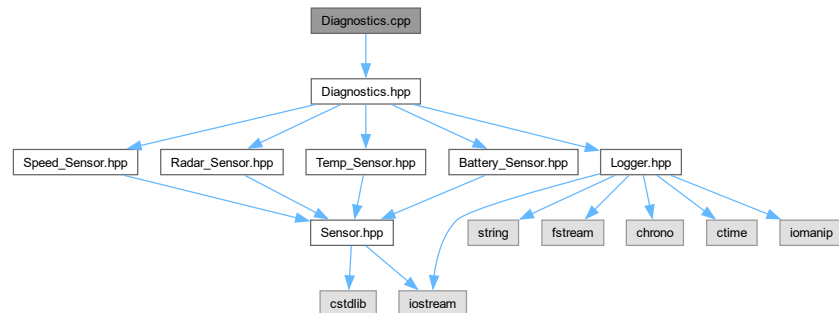 Diagnostics.cpp
Diagnostics.hpp
Speed_Sensor.hpp
Radar_Sensor.hpp
Temp_Sensor.hpp
Battery_Sensor.hpp
Logger.hpp
Sensor.hpp
string
fstream
chrono
ctime
iomanip
cstdlib
iostream